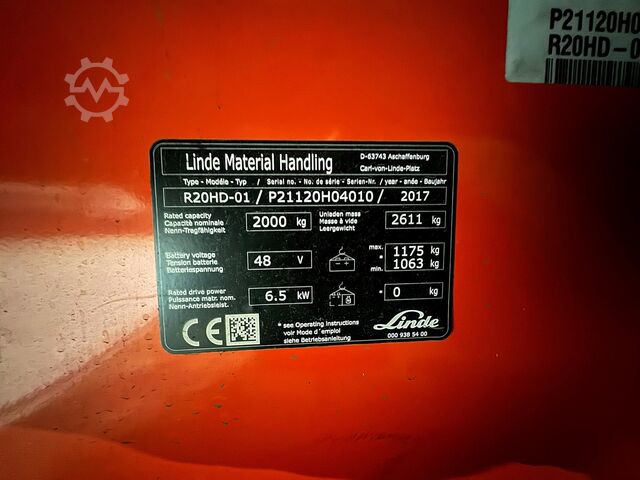 P21120H0
R20HD-0
Linde Material Handling
D-63743 Aschaffenburg
Carl-von-Linde-Platz
Type - Modèle - Typ / Serial no. - No. de série - Serien-Nr. / year - année - Baujahr
R20HD-01 / P21120H04010 / 2017
Rated capacity
Capacité nominale
Nenn-Tragfähigkeit
2000 kg
Unladen mass
Masse à vide
Leergewicht
2611 kg
Battery voltage
Tension batterie
Batteriespannung
48 V
max.
min.
* 1175 kg
* 1063 kg
Rated drive power
Puissance matr. nom.
Nenn-Antriebsleist.
6.5 kW
* 0 kg
CE
* see Operating instructions
voir Mode d'emploi
siehe Betriebsanleitung
Linde
000 938 54 00